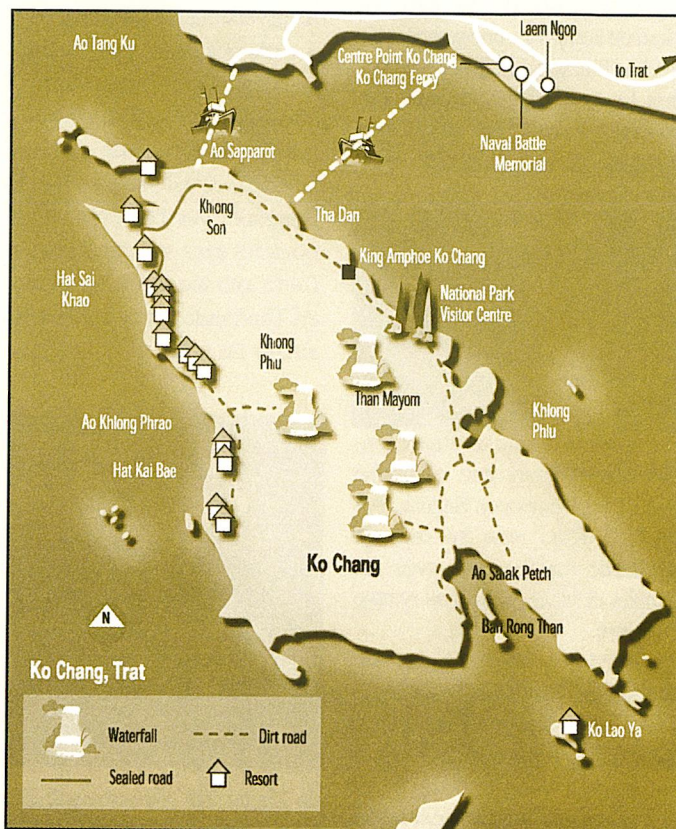 Ao Tang Ku
Laem Ngop
Centre Point Ko Chang
Ko Chang Ferry
to Trat
Naval Battle
Memorial
Ao Sapparot
Khlong
Son
Tha Dan
King Amphoe Ko Chang
Hat Sai
Khao
National Park
Visitor Centre
Khlong
Phlu
Than Mayom
Ao Khlong Phrao
Khlong
Phlu
Hat Kai Bae
Ko Chang
Ao Salak Petch
Ban Rong Than
N
Ko Chang, Trat
Ko Lao Ya
Waterfall
Dirt road
Sealed road
Resort